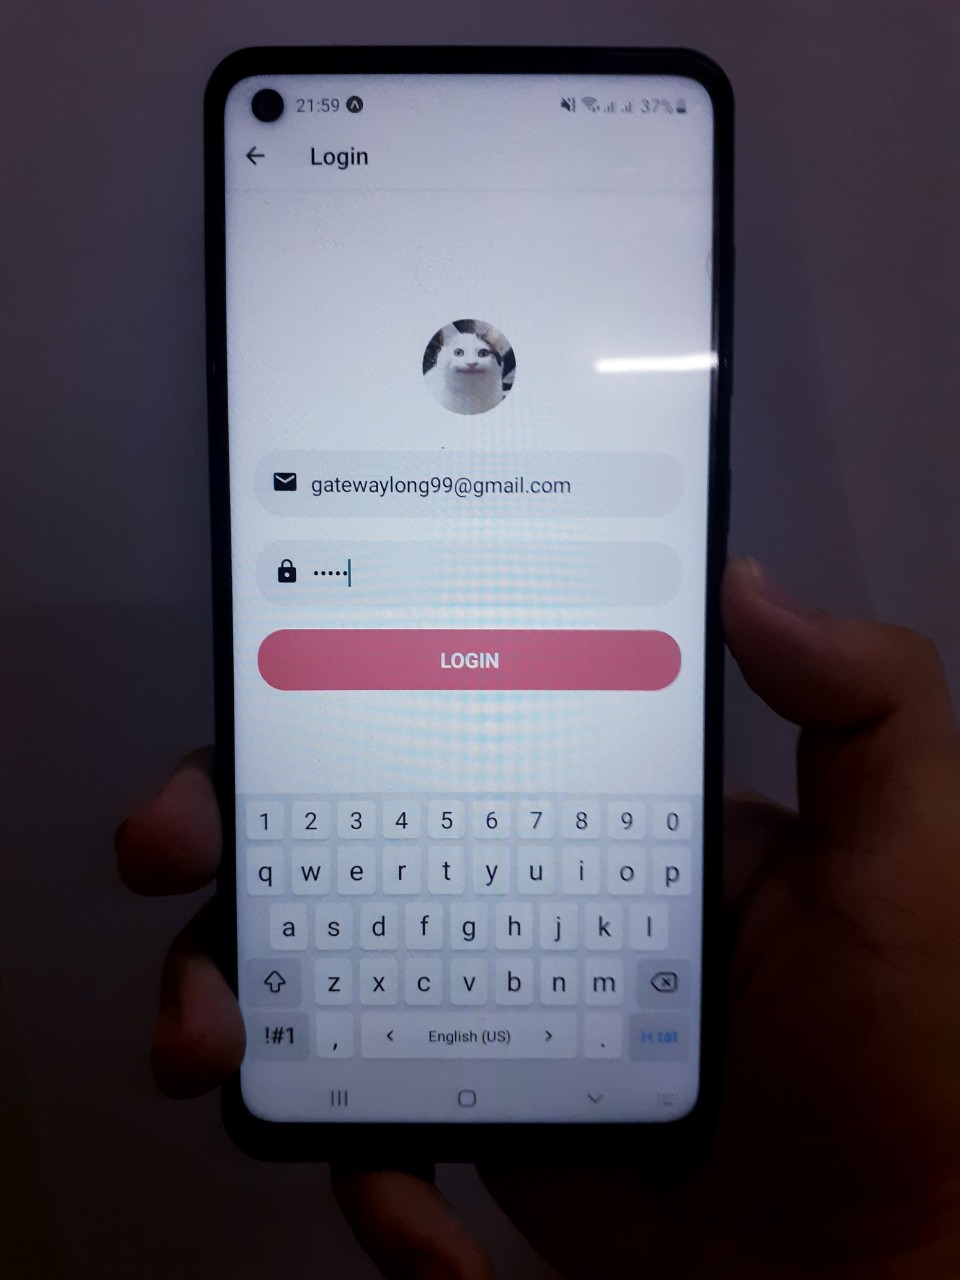 21:59 37%
Login
gatewaylong99@gmail.com
•••••
LOGIN
1 2 3 4 5 6 7 8 9 0
q w e r t y u i o p
a s d f g h j k l
z x c v b n m
!#1 , < English (US) > . H.tất